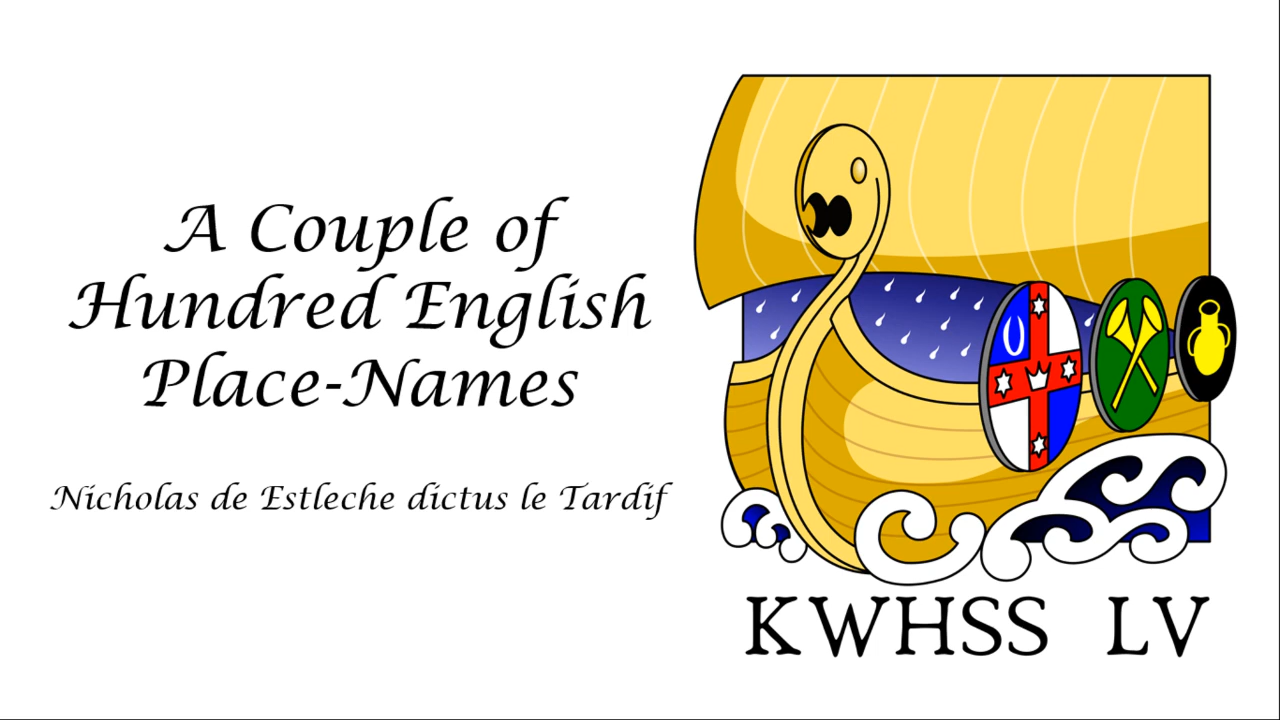 A Couple of
Hundred English
Place-Names
Nicholas de Estleche dictus le Tardif
KWHSS LV